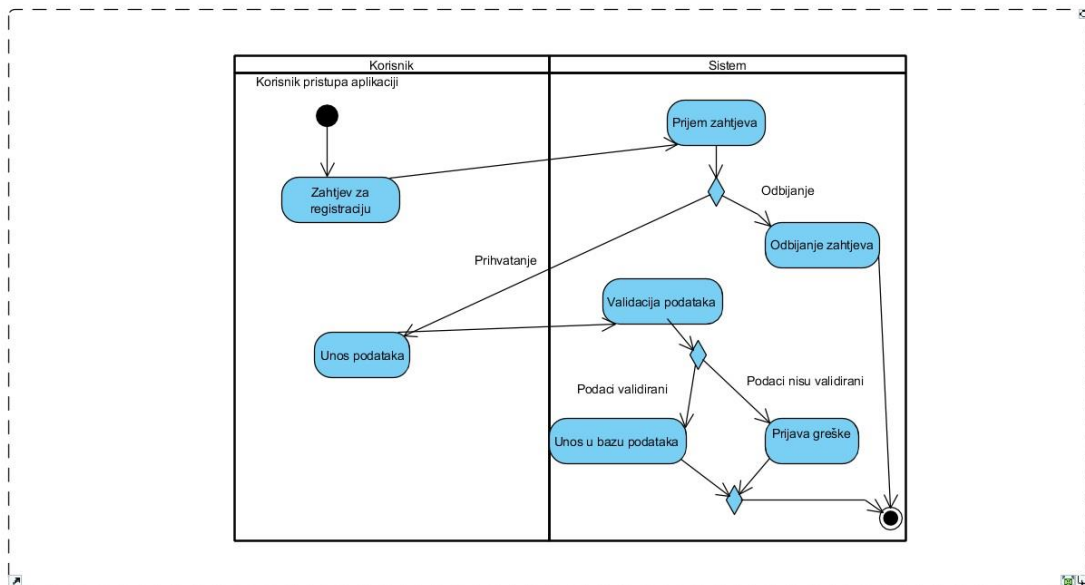 Korisnik
Sistem
Korisnik pristupa aplikaciji
Prijem zahtjeva
Zahtjev za
registraciju
Odbijanje
Odbijanje zahtjeva
Prihvatanje
Validacija podataka
Unos podataka
Podaci validirani
Podaci nisu validirani
Unos u bazu podataka
Prijava greške